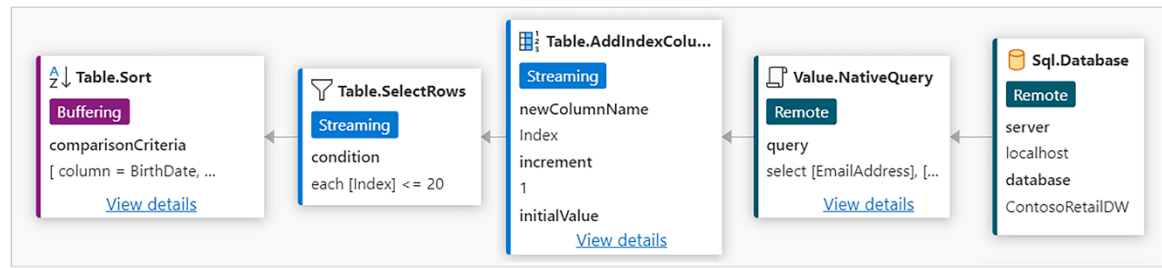 Table.Sort
Buffering
comparisonCriteria
[ column = BirthDate, ...
View details
Table.SelectRows
Streaming
condition
each [Index] <= 20
Table.AddIndexColu...
Streaming
newColumnName
Index
increment
1
initialValue
View details
Value.NativeQuery
Remote
query
select [EmailAddress], [...
View details
Sql.Database
Remote
server
localhost
database
ContosoRetailDW